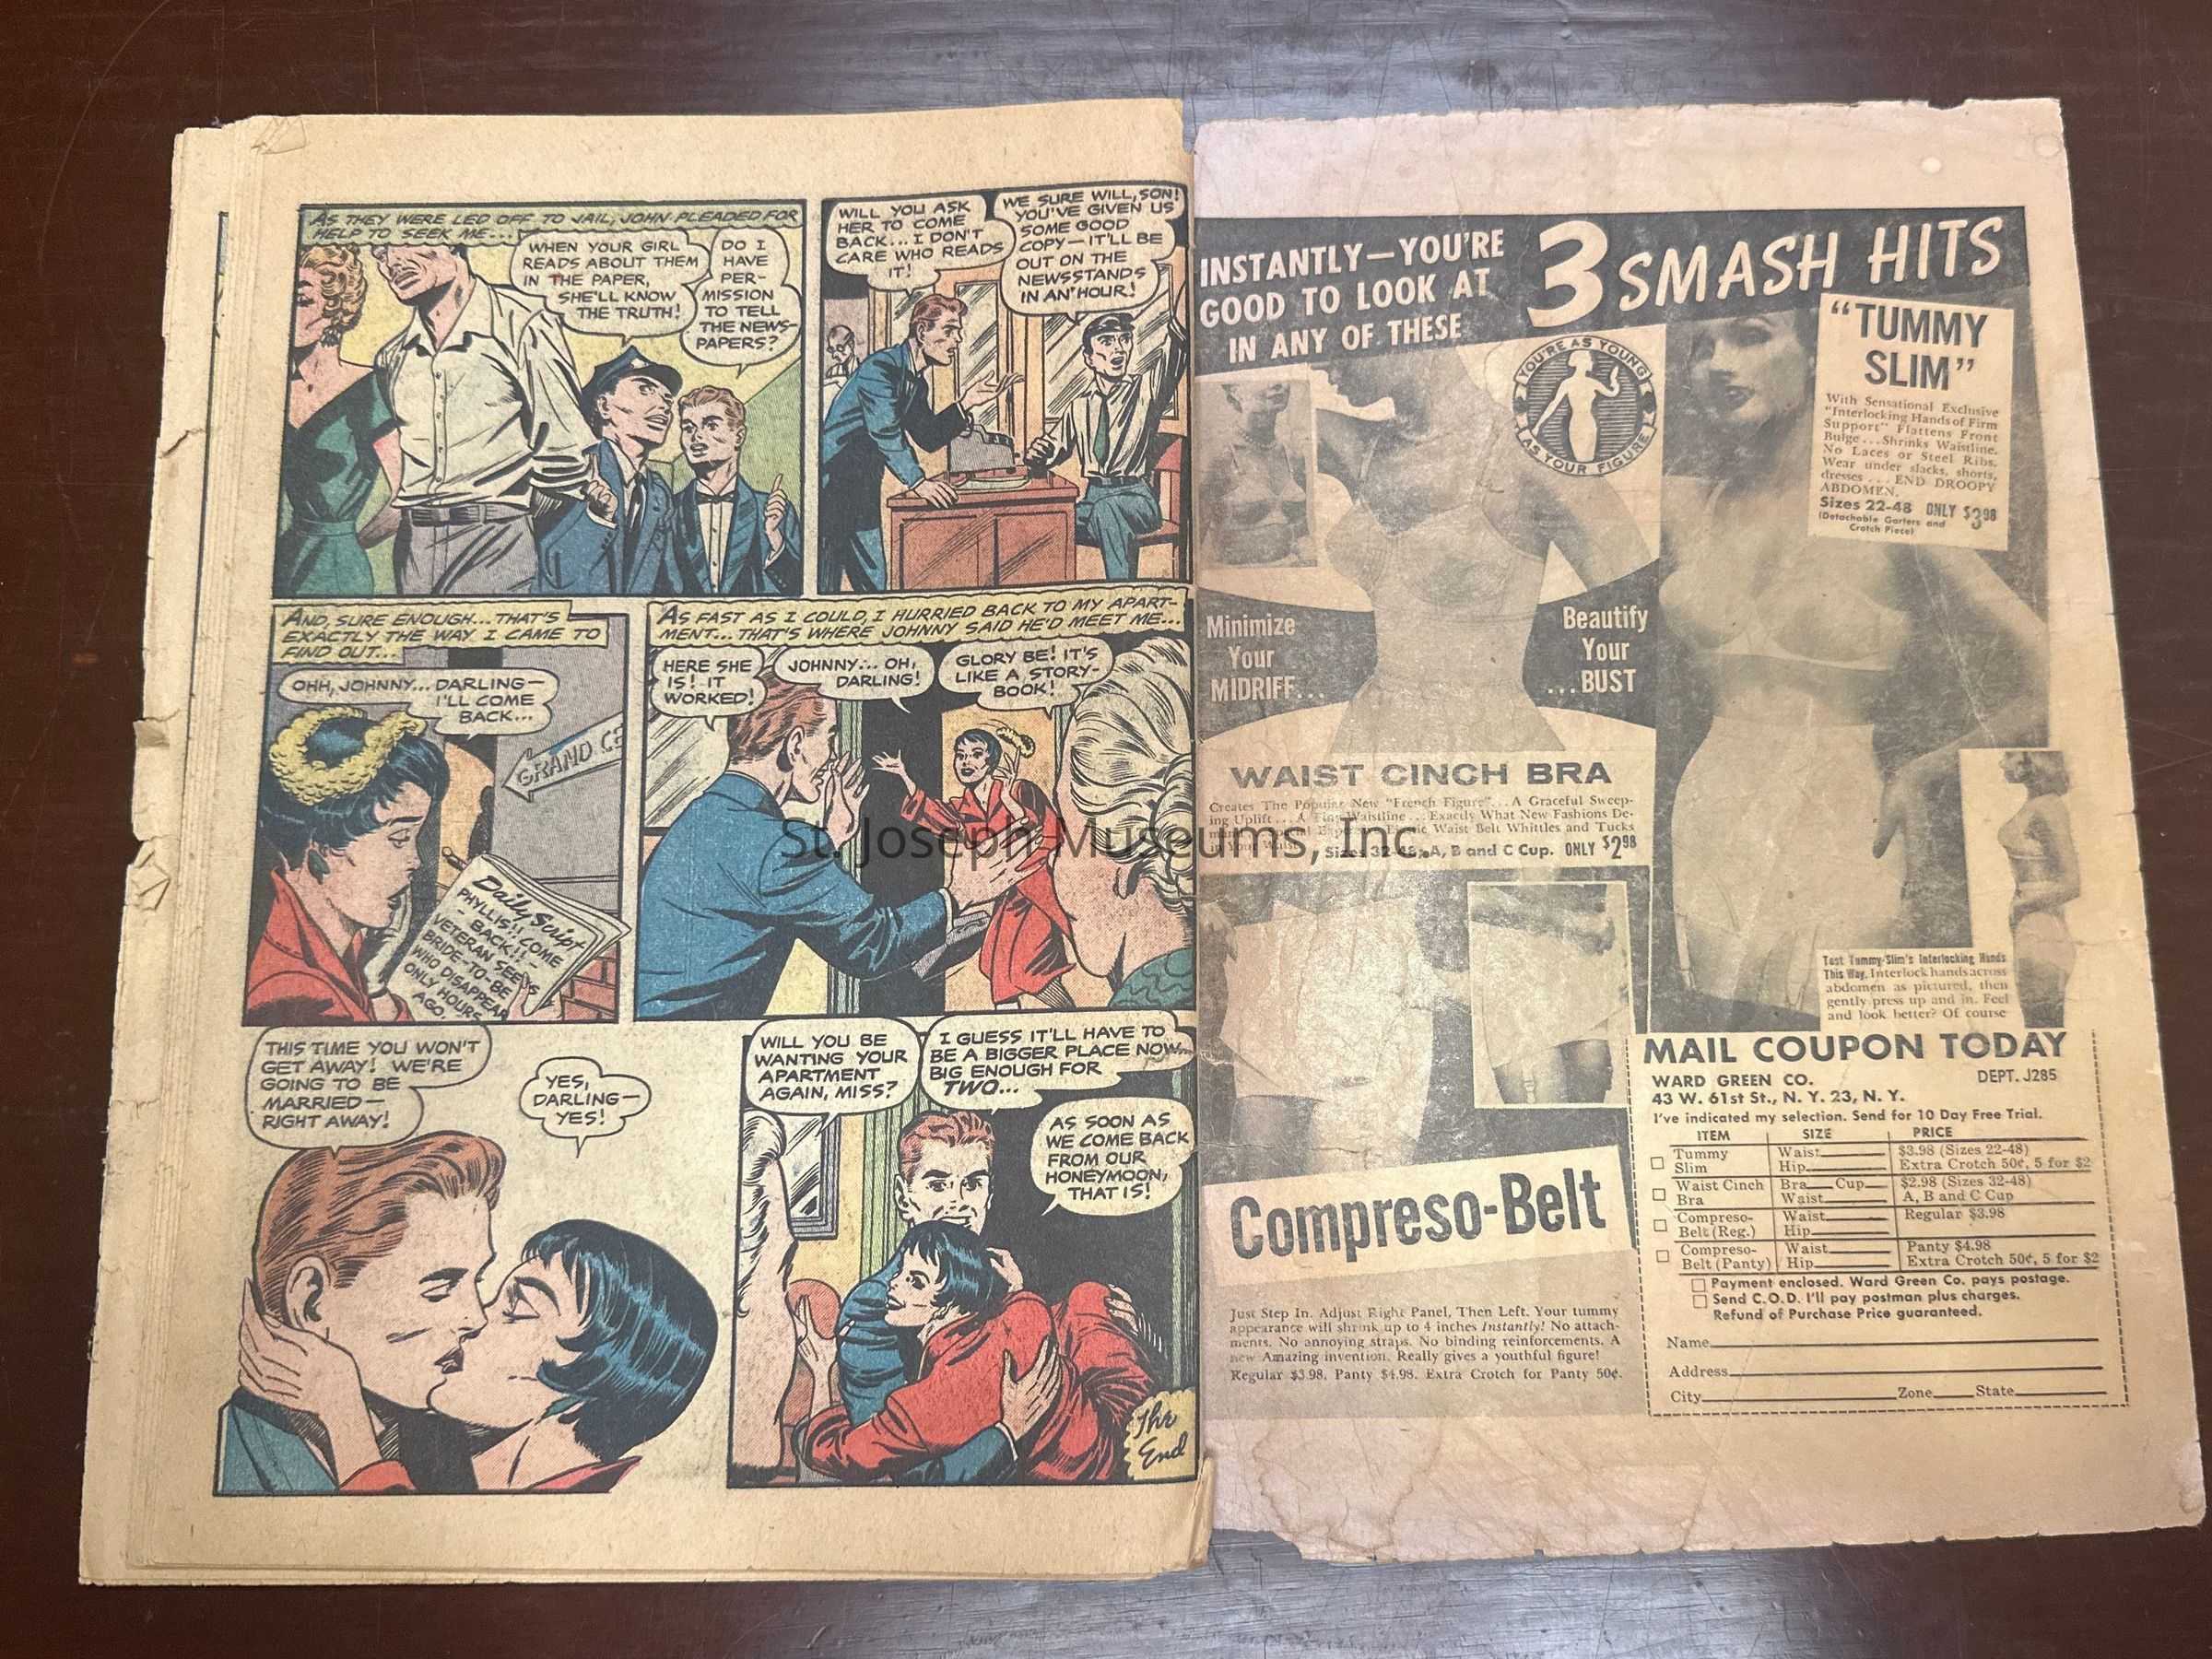 AS THEY WERE LED OFF TO JAIL, JOHN PLEADED FOR
HELP TO SEEK ME...
WHEN YOUR GIRL
READS ABOUT THEM
IN THE PAPER,
SHE'LL KNOW
THE TRUTH!
DO I
HAVE
PER-
MISSION
TO TELL
THE NEWS-
PAPERS?
WILL YOU ASK
HER TO COME
BACK... I DON'T
CARE WHO READS
IT!
WE SURE WILL, SON!
YOU'VE GIVEN US
SOME GOOD
COPY—IT'LL BE
OUT ON THE
NEWSSTANDS
IN AN HOUR!
AND, SURE ENOUGH... THAT'S
EXACTLY THE WAY I CAME TO
FIND OUT...
OHH, JOHNNY... DARLING—
I'LL COME
BACK...
GRAND CE
Daily Script
PHYLLIS!! COME
- BACK!! -
VETERAN SEEKS
BRIDE-TO-BE
WHO DISAPPEAR
ONLY HOURS
AGO.
AS FAST AS I COULD, I HURRIED BACK TO MY APART-
MENT... THAT'S WHERE JOHNNY SAID HE'D MEET ME...
HERE SHE
IS! IT
WORKED!
JOHNNY... OH,
DARLING!
GLORY BE! IT'S
LIKE A STORY-
BOOK!
THIS TIME YOU WON'T
GET AWAY! WE'RE
GOING TO BE
MARRIED—
RIGHT AWAY!
YES,
DARLING—
YES!
WILL YOU BE
WANTING YOUR
APARTMENT
AGAIN, MISS?
I GUESS IT'LL HAVE TO
BE A BIGGER PLACE NOW...
BIG ENOUGH FOR
TWO...
AS SOON AS
WE COME BACK
FROM OUR
HONEYMOON,
THAT IS!
The
End
INSTANTLY—YOU'RE
GOOD TO LOOK AT
IN ANY OF THESE
3 SMASH HITS
YOU'RE AS YOUNG
AS YOUR FIGURE
"TUMMY
SLIM"
With Sensational Exclusive
"Interlocking Hands of Firm
Support" Flattens Front
Bulge...Shrinks Waistline.
No Laces or Steel Ribs.
Wear under slacks, shorts,
dresses ... END DROOPY
ABDOMEN.
Sizes 22-48 ONLY $3.98
(Detachable Garters and
Crotch Piece)
Minimize
Your
MIDRIFF...
Beautify
Your
...BUST
WAIST CINCH BRA
Creates The Popular New "French Figure"...A Graceful Sweep-
ing Uplift...A Tiny Waistline...Exactly What New Fashions De-
Elastic Waist Belt Whittles and Tucks
in Your Waist. Sizes 32-48; A, B and C Cup. ONLY $2.98
St. Joseph Museums, Inc.
Test Tummy-Slim's Interlocking Hands
This Way. Interlock hands across
abdomen as pictured, then
gently press up and in. Feel
and look better? Of course
Compreso-Belt
Just Step In. Adjust Right Panel, Then Left. Your tummy
appearance will shrink up to 4 inches Instantly! No attach-
ments. No annoying straps. No binding reinforcements. A
new Amazing invention. Really gives a youthful figure!
Regular $3.98. Panty $4.98. Extra Crotch for Panty 50¢.
MAIL COUPON TODAY
WARD GREEN CO. DEPT. J285
43 W. 61st St., N. Y. 23, N. Y.
I've indicated my selection. Send for 10 Day Free Trial.
ITEM SIZE PRICE
Tummy Waist $3.98 (Sizes 22-48)
Slim Hip Extra Crotch 50¢, 5 for $2
Waist Cinch Bra Cup $2.98 (Sizes 32-48)
Bra Waist A, B and C Cup
Compreso- Waist Regular $3.98
Belt (Reg.) Hip
Compreso- Waist Panty $4.98
Belt (Panty) Hip Extra Crotch 50¢, 5 for $2
Payment enclosed. Ward Green Co. pays postage.
Send C.O.D. I'll pay postman plus charges.
Refund of Purchase Price guaranteed.
Name
Address
City Zone State